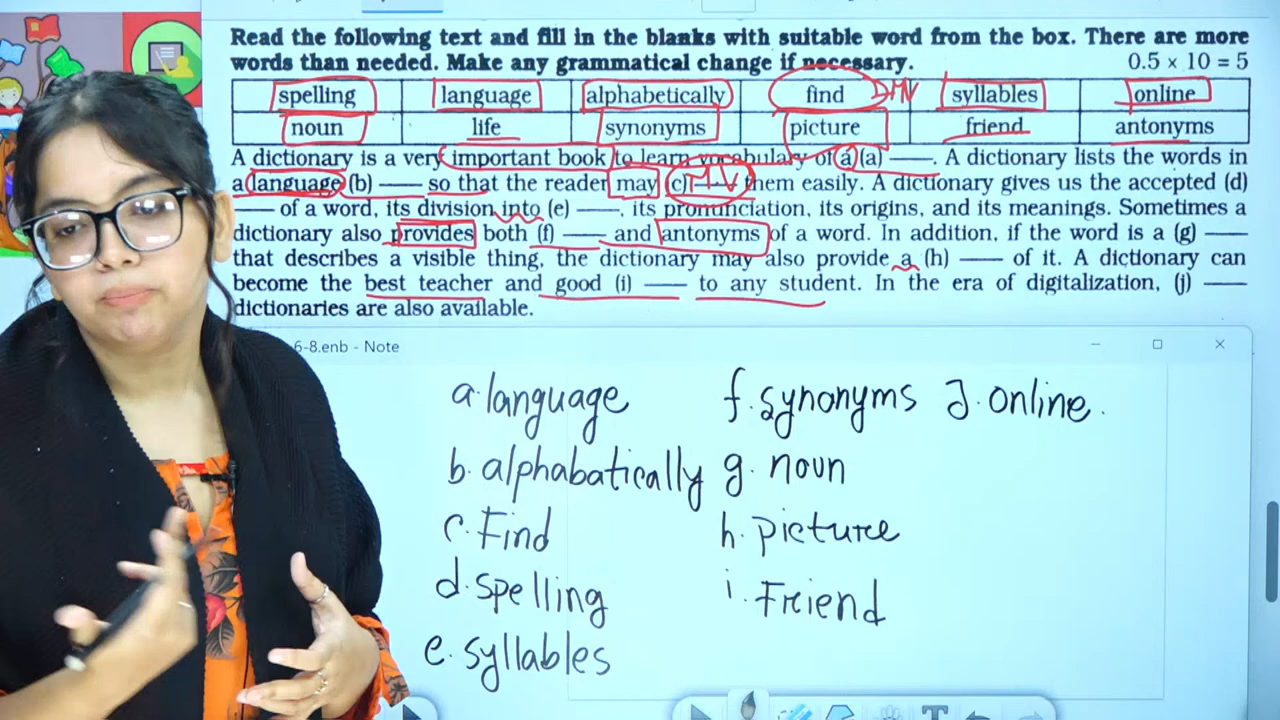 Read the following text and fill in the blanks with suitable word from the box. There are more
words than needed. Make any grammatical change if necessary. 0.5 × 10 = 5
spelling language alphabetically find DMV syllables online
noun life synonyms picture friend antonyms
A dictionary is a very important book to learn vocabulary of a (a) ——. A dictionary lists the words in
a language (b) —— so that the reader may (c) —— MV them easily. A dictionary gives us the accepted (d)
—— of a word, its division into (e) ——, its pronunciation, its origins, and its meanings. Sometimes a
dictionary also provides both (f) —— and antonyms of a word. In addition, if the word is a (g) ——
that describes a visible thing, the dictionary may also provide a (h) —— of it. A dictionary can
become the best teacher and good (i) —— to any student. In the era of digitalization, (j) ——
dictionaries are also available.
6-8.enb - Note
a. language f. synonyms J. online.
b. alphabatically g. noun
c. Find h. picture
d. spelling i. Friend
e. syllables